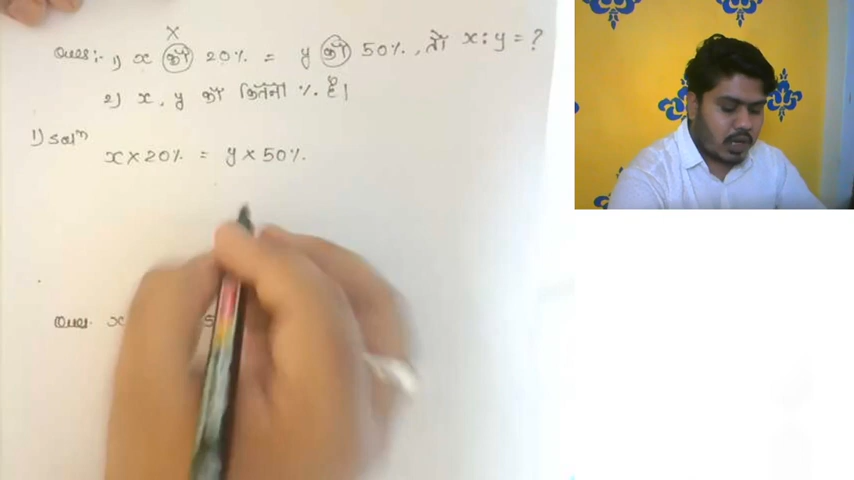 x
Ques:- 1) x का 20% = y का 50%. , तो x : y = ?
2) x , y का कितना %. है।
1) Solⁿ
x × 20% = y × 50%.
Ques. x